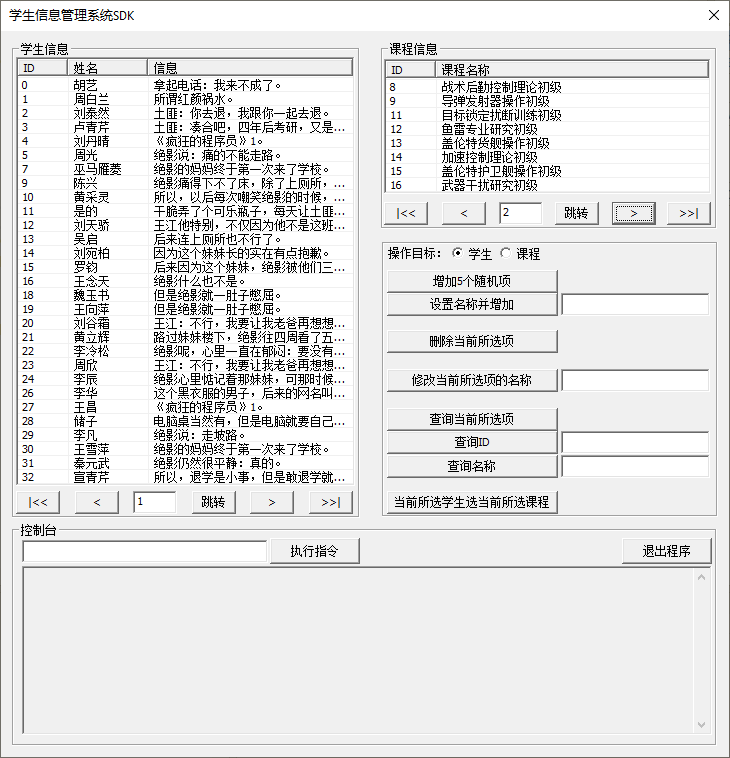 学生信息管理系统SDK
学生信息
ID 姓名 信息
0 胡艺 拿起电话：我来不成了。
1 周白兰 所谓红颜祸水。
2 刘泰然 土匪：你去退，我跟你一起去退。
3 卢青芹 土匪：凑合吧，四年后考研，又是...
4 刘丹晴 《疯狂的程序员》1。
5 周光 绝影说：痛的不能走路。
7 巫马雁菱 绝影的妈妈终于第一次来了学校。
9 陈兴 绝影痛得下不了床，除了上厕所，...
10 黄采灵 所以，以后每次嘲笑绝影的时候，...
11 是的 干脆弄了个可乐瓶子，每天让土匪...
12 刘天骄 王江他特别，不仅因为他不是这班...
13 吴启 后来连上厕所也不行了。
14 刘宛柏 因为这个妹妹长的实在有点抱歉。
15 罗钧 后来因为这个妹妹，绝影被他们三...
16 王念天 绝影什么也不是。
18 魏玉书 但是绝影就一肚子憋屈。
19 王向萍 但是绝影就一肚子憋屈。
20 刘谷霜 王江：不行，我要让我老爸再想想...
21 黄立辉 路过妹妹楼下，绝影往四周看了五...
22 李冷松 绝影呢，心里一直在郁闷：要没有...
23 周欣 王江：不行，我要让我老爸再想想...
24 李辰 绝影心里惦记着那妹妹，可那时候...
26 李华 这个黑衣服的男子，后来的网名叫...
27 王昌 《疯狂的程序员》1。
28 储子 电脑桌当然有，但是电脑就要自己...
29 李凡 绝影说：走坡路。
30 王雪萍 绝影的妈妈终于第一次来了学校。
31 秦元武 绝影仍然很平静：真的。
32 宣青芹 所以，退学是小事，但是敢退学就...
|<< < 1 跳转 > >>|
课程信息
ID 课程名称
8 战术后勤控制理论初级
9 导弹发射器操作初级
11 目标锁定扰断训练初级
12 鱼雷专业研究初级
13 盖伦特货舰操作初级
14 加速控制理论初级
15 盖伦特护卫舰操作初级
16 武器干扰研究初级
|<< < 2 跳转 > >>|
操作目标： 学生 课程
增加5个随机项
设置名称并增加
删除当前所选项
修改当前所选项的名称
查询当前所选项
查询ID
查询名称
当前所选学生选当前所选课程
控制台
执行指令 退出程序